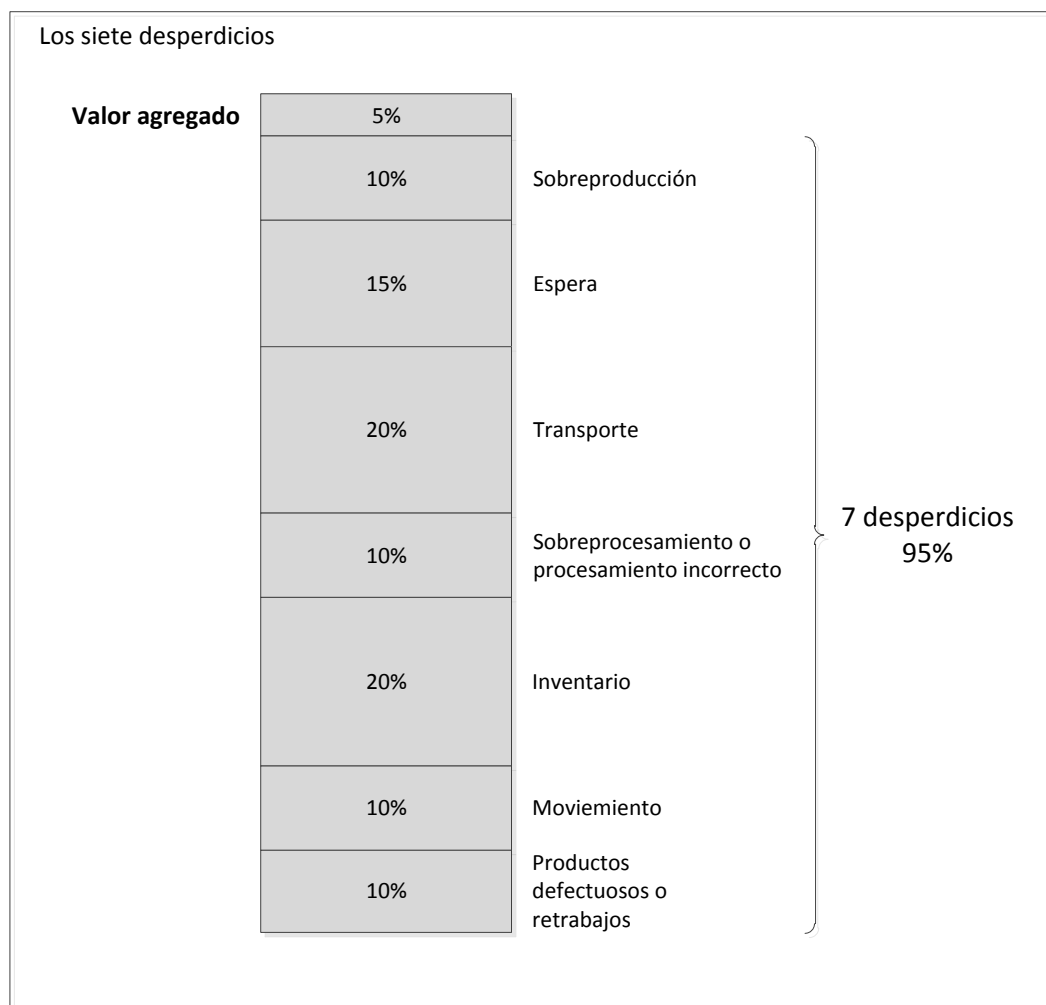 Los siete desperdicios
Valor agregado
5%
10%
Sobreproducción
15%
Espera
20%
Transporte
10%
Sobreprocesamiento o
procesamiento incorrecto
7 desperdicios
95%
20%
Inventario
10%
Moviemiento
10%
Productos
defectuosos o
retrabajos